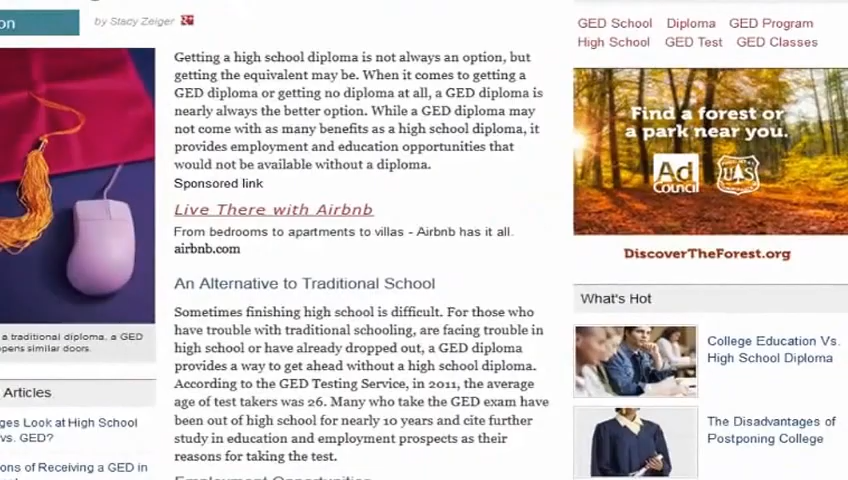 on
by Stacy Zeiger
Getting a high school diploma is not always an option, but
getting the equivalent may be. When it comes to getting a
GED diploma or getting no diploma at all, a GED diploma is
nearly always the better option. While a GED diploma may
not come with as many benefits as a high school diploma, it
provides employment and education opportunities that
would not be available without a diploma.
Sponsored link
Live There with Airbnb
From bedrooms to apartments to villas - Airbnb has it all.
airbnb.com
An Alternative to Traditional School
Sometimes finishing high school is difficult. For those who
have trouble with traditional schooling, are facing trouble in
high school or have already dropped out, a GED diploma
provides a way to get ahead without a high school diploma.
According to the GED Testing Service, in 2011, the average
age of test takers was 26. Many who take the GED exam have
been out of high school for nearly 10 years and cite further
study in education and employment prospects as their
reasons for taking the test.
Employment Opportunities
a traditional diploma, a GED
opens similar doors.
Articles
ges Look at High School
vs. GED?
ons of Receiving a GED in
GED School Diploma GED Program
High School GED Test GED Classes
Find a forest or
a park near you.
Ad
Council
U S
DiscoverTheForest.org
What's Hot
College Education Vs.
High School Diploma
The Disadvantages of
Postponing College